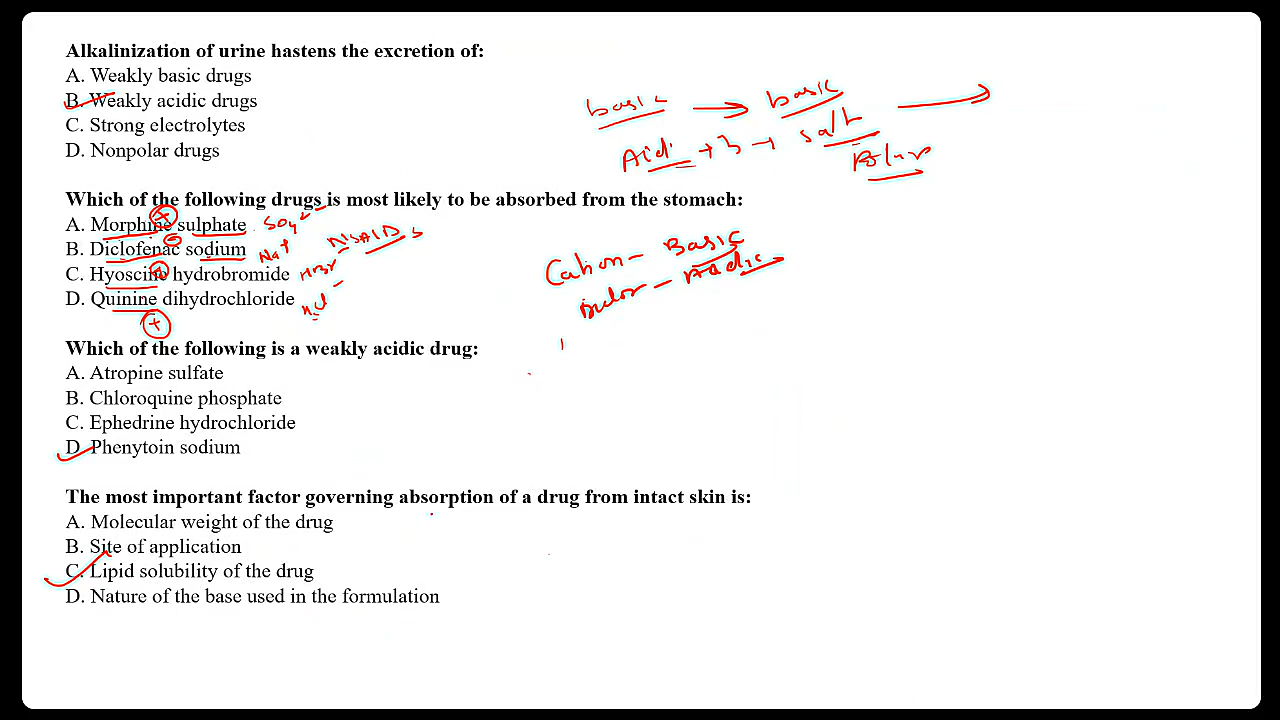 Alkalinization of urine hastens the excretion of:
A. Weakly basic drugs
B. Weakly acidic drugs
C. Strong electrolytes
D. Nonpolar drugs
basic → basic →
salt
Which of the following drugs is most likely to be absorbed from the stomach:
A. Morphine sulphate
B. Diclofenac sodium Na+ NSAIDs
C. Hyoscine hydrobromide HBr
D. Quinine dihydrochloride
Basic
Which of the following is a weakly acidic drug:
A. Atropine sulfate
B. Chloroquine phosphate
C. Ephedrine hydrochloride
D. Phenytoin sodium
The most important factor governing absorption of a drug from intact skin is:
A. Molecular weight of the drug
B. Site of application
C. Lipid solubility of the drug
D. Nature of the base used in the formulation